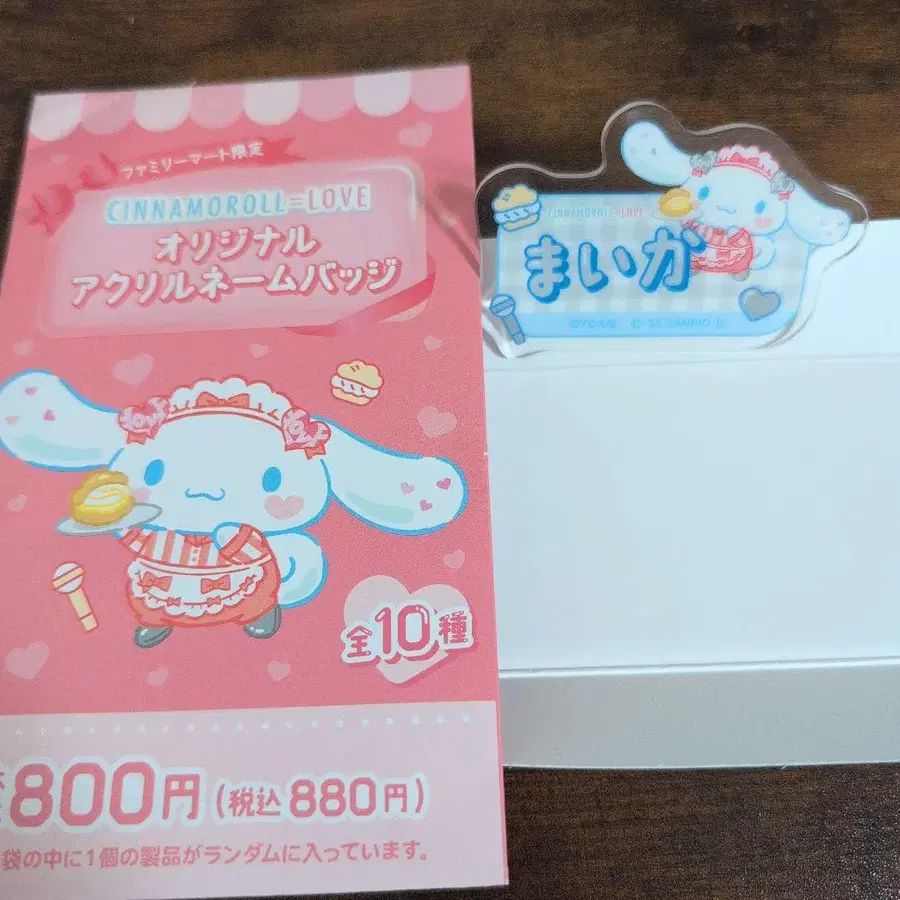 ファミリーマート限定
CINNAMOROLL=LOVE
オリジナル
アクリルネームバッジ
LOVE
LOVE
全10種
800円(税込880円)
袋の中に1個の製品がランダムに入っています。
CINNAMOROLL=LOVE
まいか
SANRIO